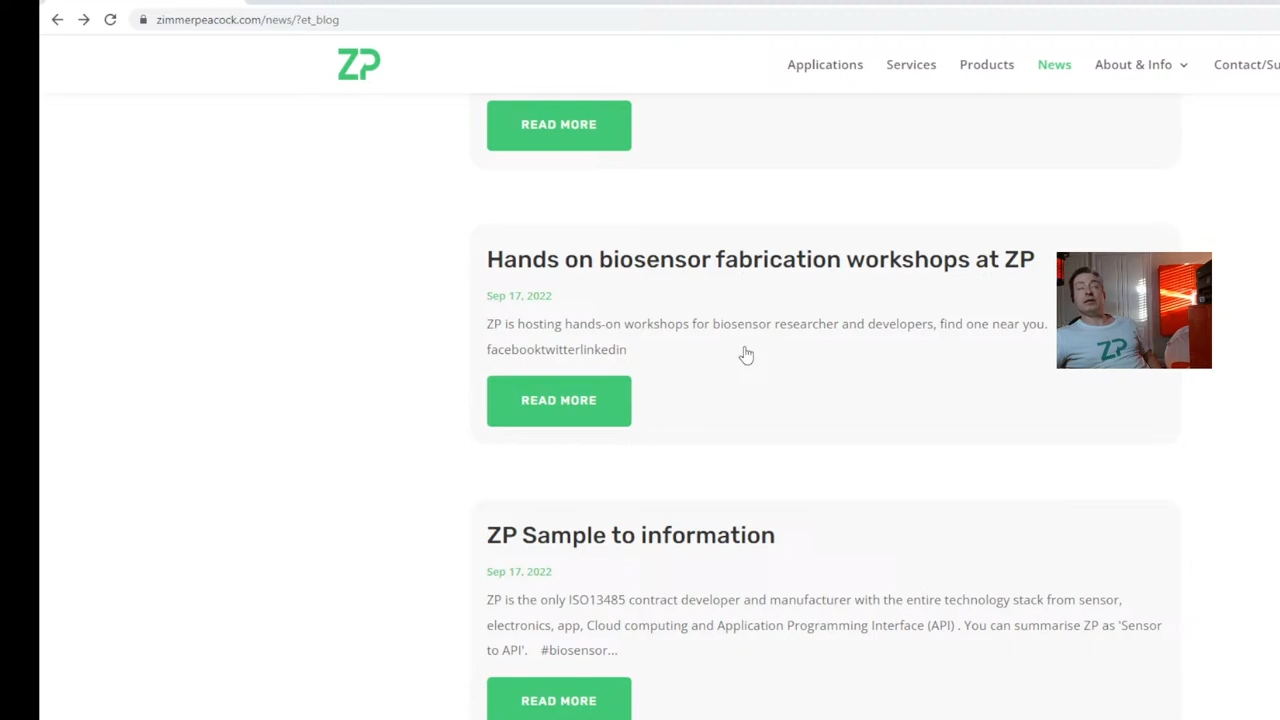 zimmerpeacock.com/news/?et_blog
ZP
Applications
Services
Products
News
About & Info
Contact/Su
READ MORE
Hands on biosensor fabrication workshops at ZP
Sep 17, 2022
ZP is hosting hands-on workshops for biosensor researcher and developers, find one near you.
facebooktwitterlinkedin
ZP
READ MORE
ZP Sample to information
Sep 17, 2022
ZP is the only ISO13485 contract developer and manufacturer with the entire technology stack from sensor,
electronics, app, Cloud computing and Application Programming Interface (API) . You can summarise ZP as 'Sensor
to API'. #biosensor...
READ MORE